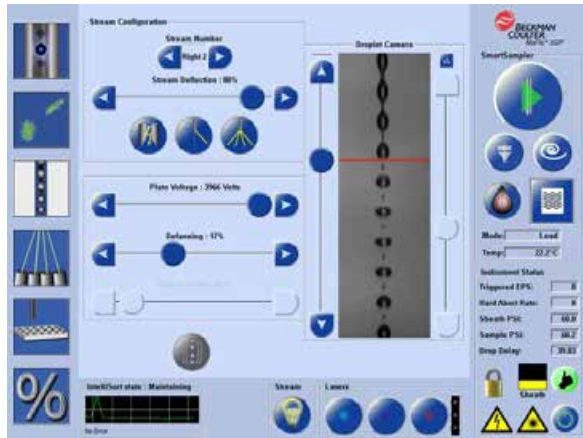 Stream Configuration
Stream Number
Right 2
Stream Deflection : 88%
Plate Voltage : 3966 Volts
Defanning : 17%
Droplet Camera
BECKMAN
COULTER
SmartSampler
Mode: Load
Temp: 22.2°C
Instrument Status
Triggered EPS: 0
Hard Abort Rate: 0
Sheath PSI: 60.0
Sample PSI: 60.2
Drop Delay: 39.83
Sheath
IntelliSort state : Maintaining
No Error
Stream
Lasers
%